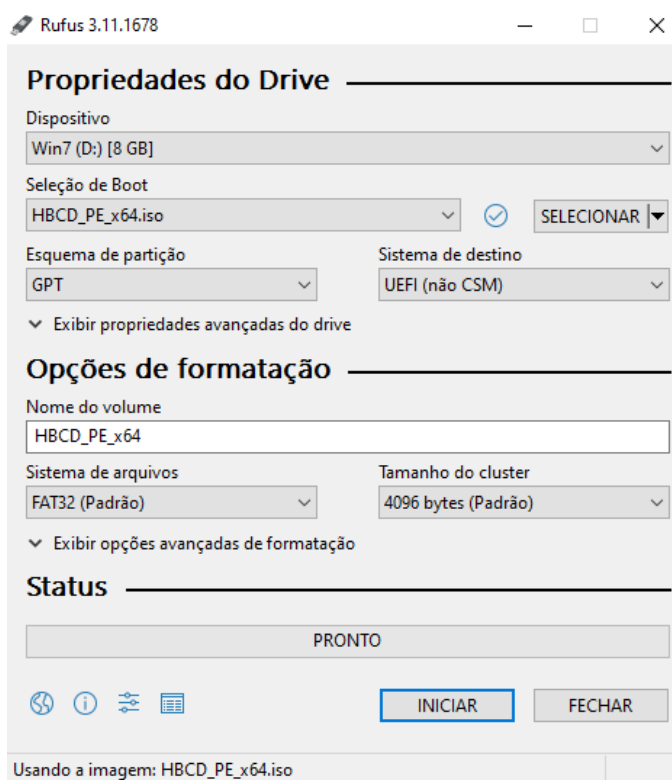 Rufus 3.11.1678
Propriedades do Drive
Dispositivo
Win7 (D:) [8 GB]
Seleção de Boot
HBCD_PE_x64.iso
SELECIONAR
Esquema de partição
Sistema de destino
GPT
UEFI (não CSM)
Exibir propriedades avançadas do drive
Opções de formatação
Nome do volume
HBCD_PE_x64
Sistema de arquivos
Tamanho do cluster
FAT32 (Padrão)
4096 bytes (Padrão)
Exibir opções avançadas de formatação
Status
PRONTO
INICIAR
FECHAR
Usando a imagem: HBCD_PE_x64.iso